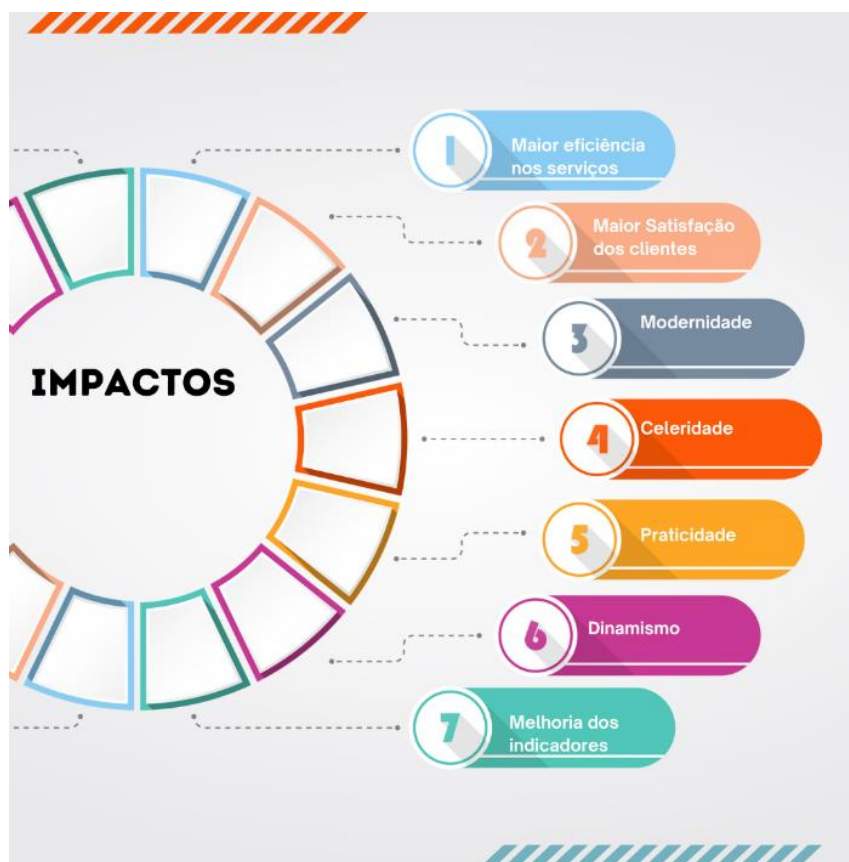 IMPACTOS
1
Maior eficiência
nos serviços
2
Maior Satisfação
dos clientes
3
Modernidade
4
Celeridade
5
Praticidade
6
Dinamismo
7
Melhoria dos
indicadores